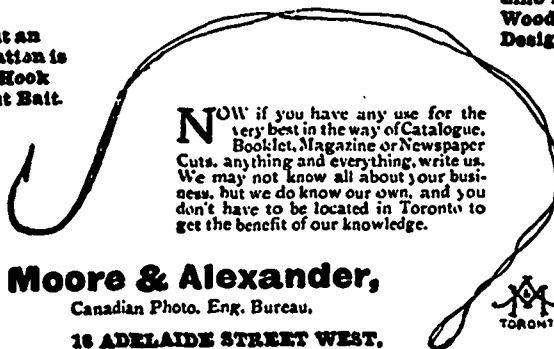 ut an
ation is
Hook
t Bait.
Wood
Desig
NOW if you have any use for the
very best in the way of Catalogue,
Booklet, Magazine or Newspaper
Cuts, anything and everything, write us.
We may not know all about your busi-
ness, but we do know our own, and you
don't have to be located in Toronto to
get the benefit of our knowledge.
Moore & Alexander,
Canadian Photo. Eng. Bureau,
16 ADELAIDE STREET WEST,
TORONT